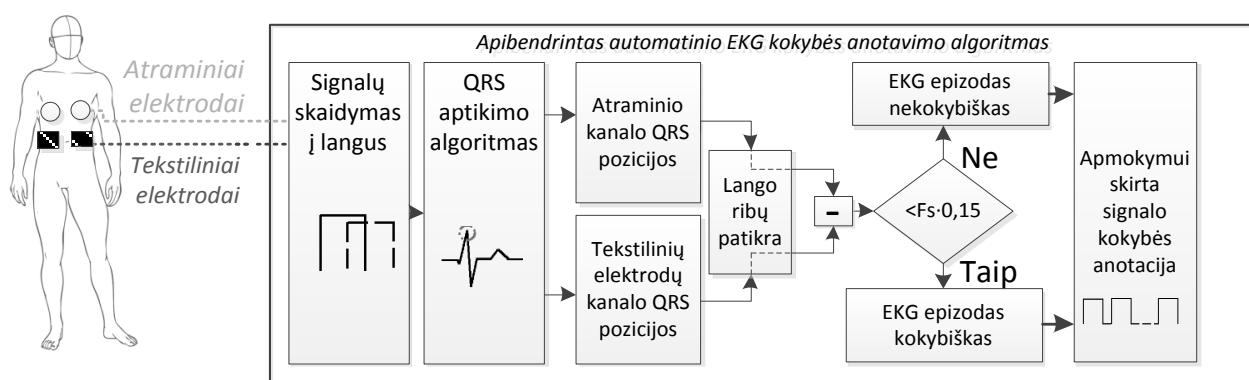 Apibendrintas automatinio EKG kokybės anotavimo algoritmas
Atraminiai
elektrodai
Tekstiliniai
elektrodai
Signalų
skaidymas
į langus
QRS
aptikimo
algoritmas
Atraminio
kanalo QRS
pozicijos
Tekstilinių
elektrodų
kanalo QRS
pozicijos
Lango
ribų
patikra
-
<Fs·0,15
Ne
Taip
EKG epizodas
nekokybiškas
EKG epizodas
kokybiškas
Apmokymui
skirta
signalo
kokybės
anotacija